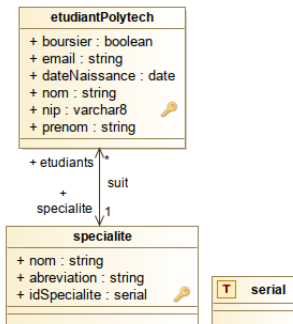 etudiantPolytech
+ boursier : boolean
+ email : string
+ dateNaissance : date
+ nom : string
+ nip : varchar8
+ prenom : string
+ etudiants
*
suit
+
specialite
1
specialite
+ nom : string
+ abreviation : string
+ idSpecialite : serial
T serial